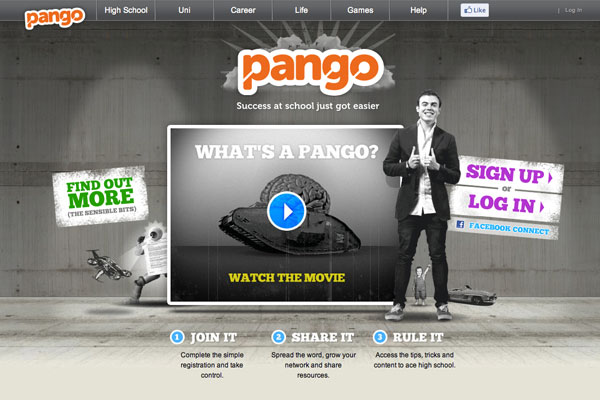 pango
High School
Uni
Career
Life
Games
Help
Like
Log In
pango
Success at school just got easier
WHAT'S A PANGO?
FIND OUT
MORE
(THE SENSIBLE BITS)
SIGN UP
or
LOG IN
FACEBOOK CONNECT
WATCH THE MOVIE
1 JOIN IT
Complete the simple
registration and take
control.
2 SHARE IT
Spread the word, grow your
network and share
resources.
3 RULE IT
Access the tips, tricks and
content to ace high school.